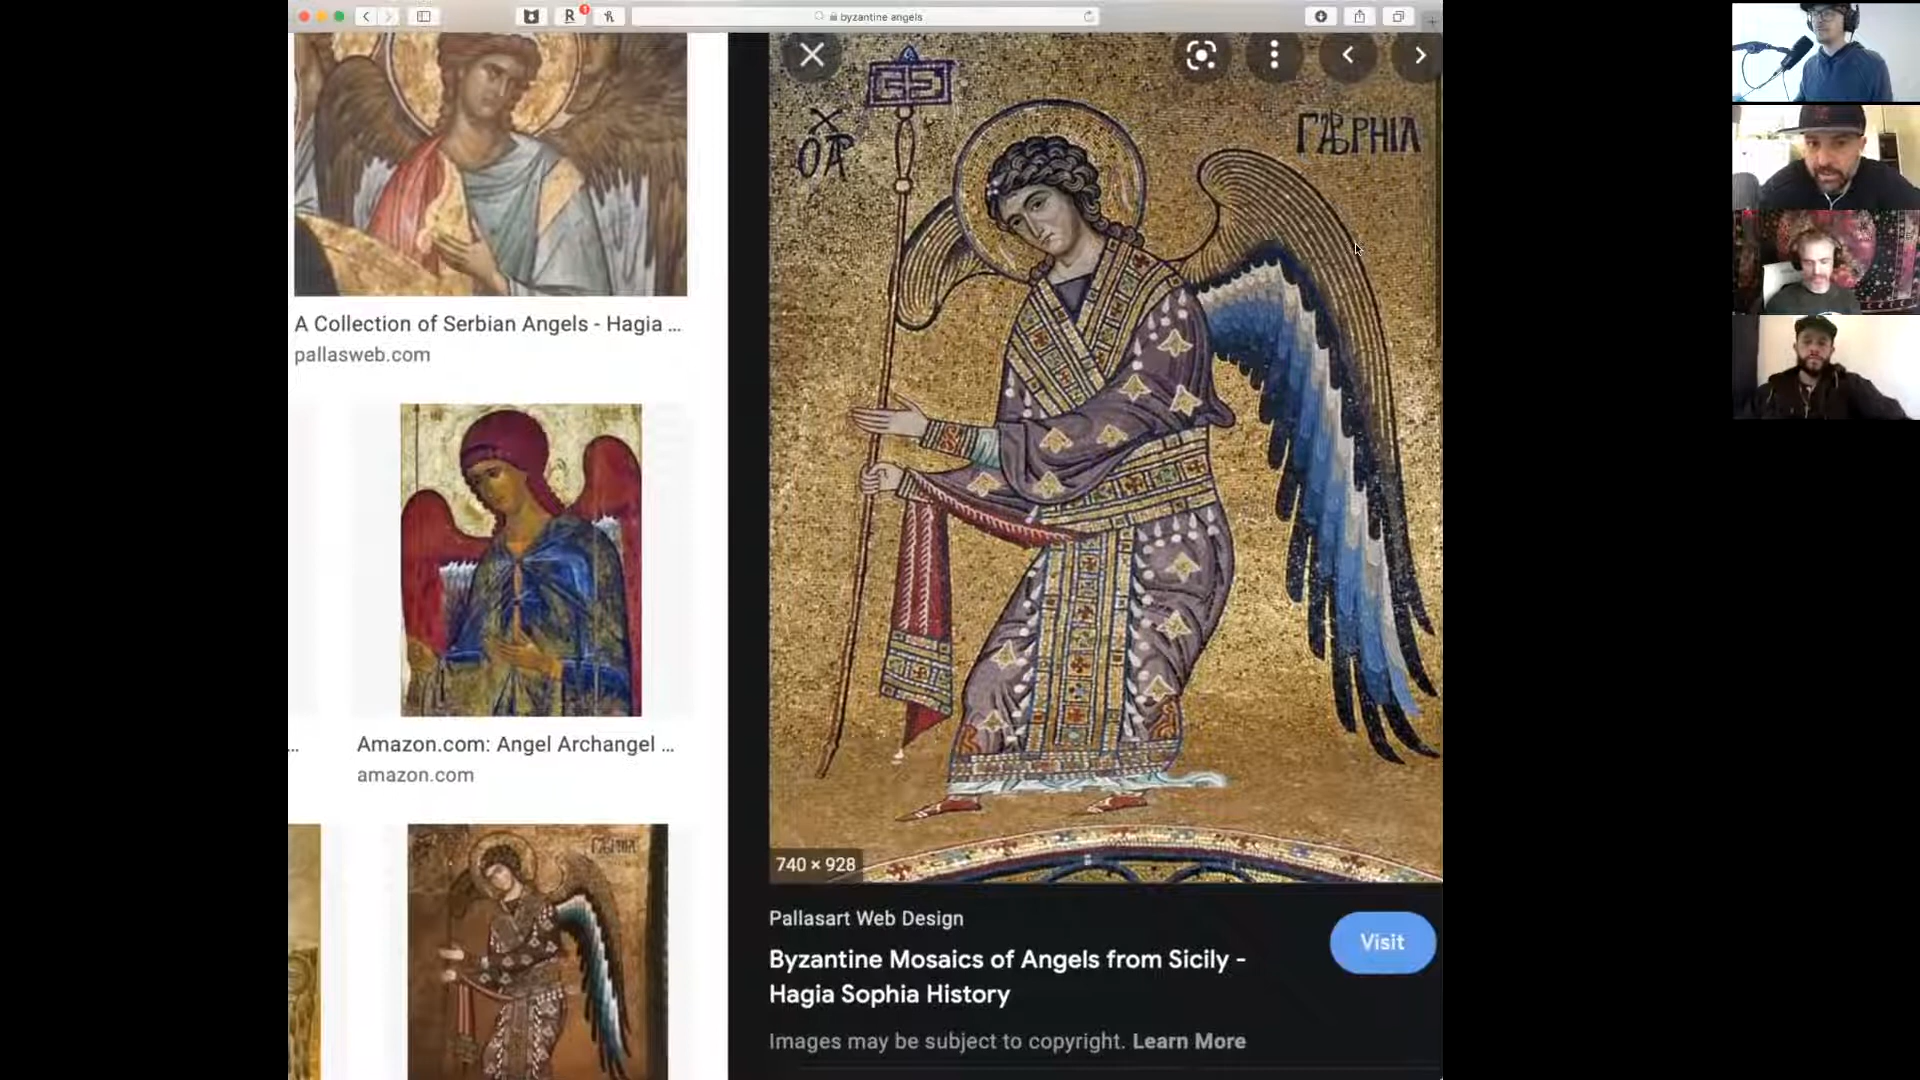 byzantine angels
A Collection of Serbian Angels - Hagia ...
pallasweb.com
Amazon.com: Angel Archangel ...
amazon.com
...
ΓΑΒΡΗΙΛ
740 × 928
Pallasart Web Design
Byzantine Mosaics of Angels from Sicily -
Hagia Sophia History
Visit
Images may be subject to copyright. Learn More